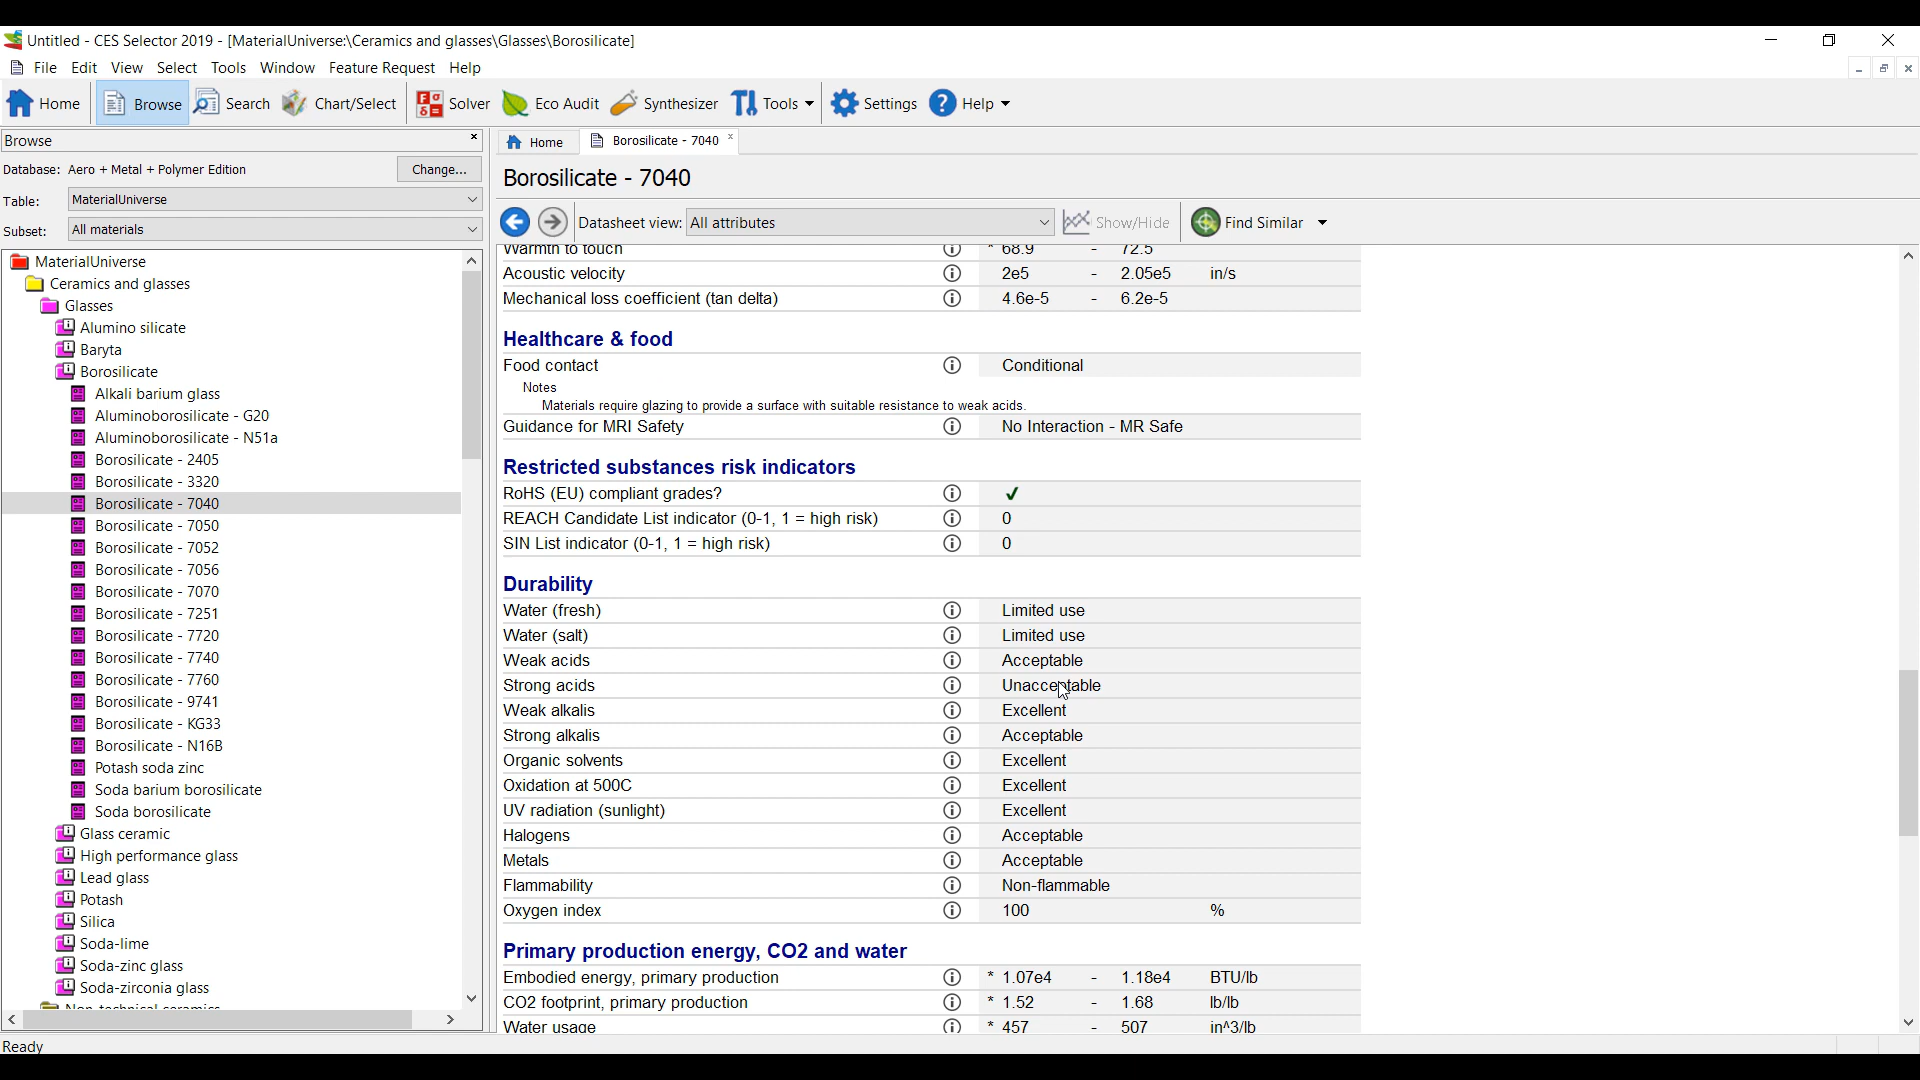 Untitled - CES Selector 2019 - [MaterialUniverse:\Ceramics and glasses\Glasses\Borosilicate]
File Edit View Select Tools Window Feature Request Help
Home Browse Search Chart/Select Solver Eco Audit Synthesizer Tools Settings Help
Browse
Database: Aero + Metal + Polymer Edition Change...
Table: MaterialUniverse
Subset: All materials
MaterialUniverse
Ceramics and glasses
Glasses
Alumino silicate
Baryta
Borosilicate
Alkali barium glass
Aluminoborosilicate - G20
Aluminoborosilicate - N51a
Borosilicate - 2405
Borosilicate - 3320
Borosilicate - 7040
Borosilicate - 7050
Borosilicate - 7052
Borosilicate - 7056
Borosilicate - 7070
Borosilicate - 7251
Borosilicate - 7720
Borosilicate - 7740
Borosilicate - 7760
Borosilicate - 9741
Borosilicate - KG33
Borosilicate - N16B
Potash soda zinc
Soda barium borosilicate
Soda borosilicate
Glass ceramic
High performance glass
Lead glass
Potash
Silica
Soda-lime
Soda-zinc glass
Soda-zirconia glass
Non-technical ceramics
Home Borosilicate - 7040
Borosilicate - 7040
Datasheet view: All attributes Show/Hide Find Similar
Warmth to touch * 68.9 - 72.5
Acoustic velocity 2e5 - 2.05e5 in/s
Mechanical loss coefficient (tan delta) 4.6e-5 - 6.2e-5
Healthcare & food
Food contact Conditional
Notes
Materials require glazing to provide a surface with suitable resistance to weak acids.
Guidance for MRI Safety No Interaction - MR Safe
Restricted substances risk indicators
RoHS (EU) compliant grades? ✓
REACH Candidate List indicator (0-1, 1 = high risk) 0
SIN List indicator (0-1, 1 = high risk) 0
Durability
Water (fresh) Limited use
Water (salt) Limited use
Weak acids Acceptable
Strong acids Unacceptable
Weak alkalis Excellent
Strong alkalis Acceptable
Organic solvents Excellent
Oxidation at 500C Excellent
UV radiation (sunlight) Excellent
Halogens Acceptable
Metals Acceptable
Flammability Non-flammable
Oxygen index 100 %
Primary production energy, CO2 and water
Embodied energy, primary production * 1.07e4 - 1.18e4 BTU/lb
CO2 footprint, primary production * 1.52 - 1.68 lb/lb
Water usage * 457 - 507 in^3/lb
Ready